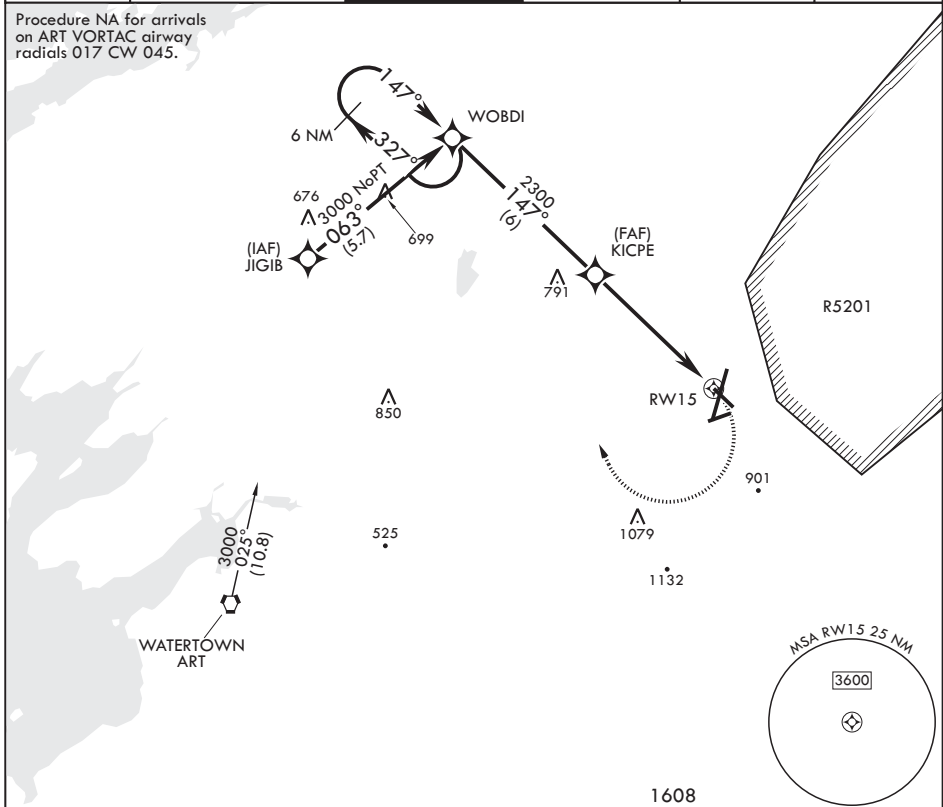 Procedure NA for arrivals
on ART VORTAC airway
radials 017 CW 045.
147°
WOBDI
6 NM
327°
676
3000 NoPT
063°
(5.7)
699
(IAF)
JIGIB
2300
147°
(6)
(FAF)
KICPE
791
R5201
RW15
850
901
1079
525
1132
3000
025°
(10.8)
WATERTOWN
ART
MSA RW15 25 NM
3600
1608